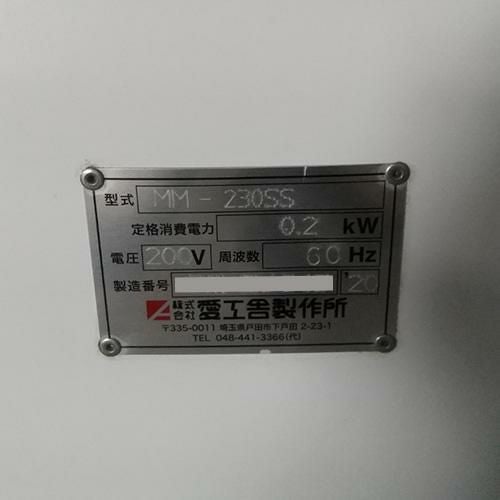 型式 MM-230SS
定格消費電力 0.2 kW
電圧 200V 周波数 60 Hz
製造番号 '20
株式会社 愛工舎製作所
〒335-0011 埼玉県戸田市下戸田 2-23-1
TEL 048-441-3366(代)